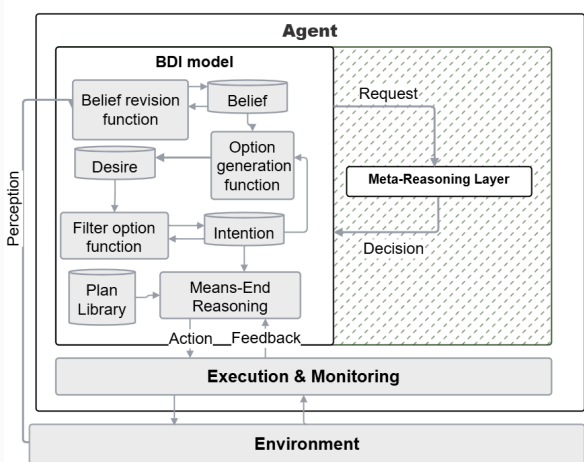 Agent
BDI model
Belief revision
function
Belief
Request
Option
generation
function
Desire
Meta-Reasoning Layer
Perception
Filter option
function
Intention
Decision
Plan
Library
Means-End
Reasoning
Action
Feedback
Execution & Monitoring
Environment